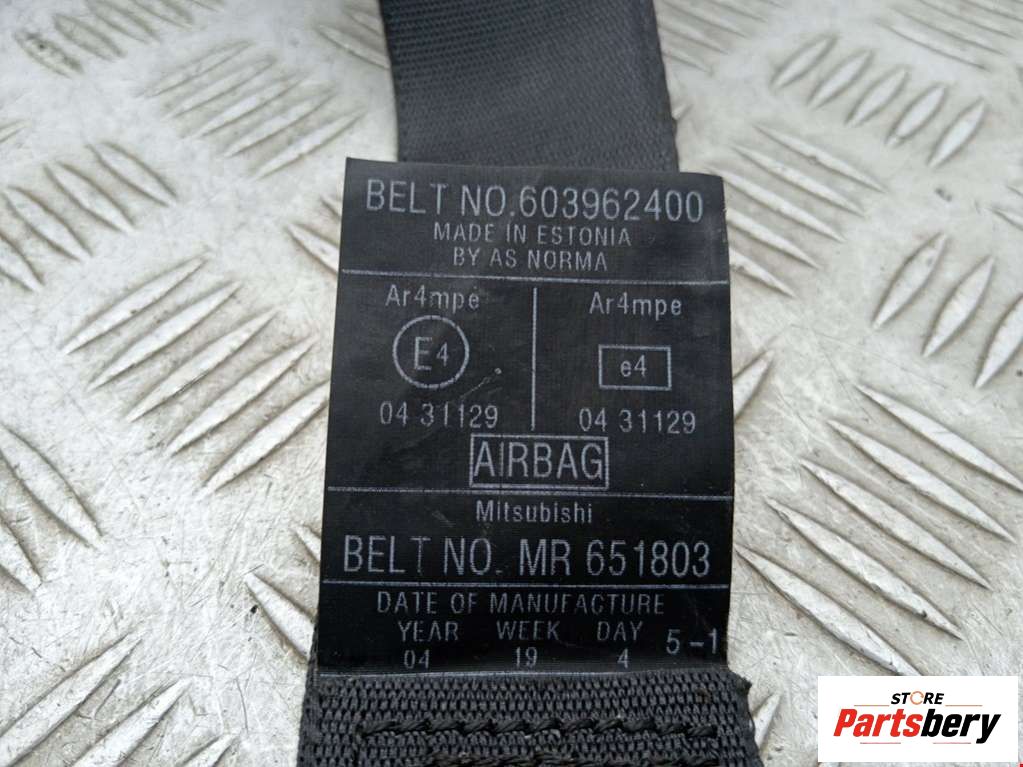 BELT NO.603962400
MADE IN ESTONIA
BY AS NORMA
Ar4mpe Ar4mpe
E4 e4
04 31129 04 31129
AIRBAG
Mitsubishi
BELT NO. MR 651803
DATE OF MANUFACTURE
YEAR WEEK DAY 5-1
04 19 4
STORE
Partsbery